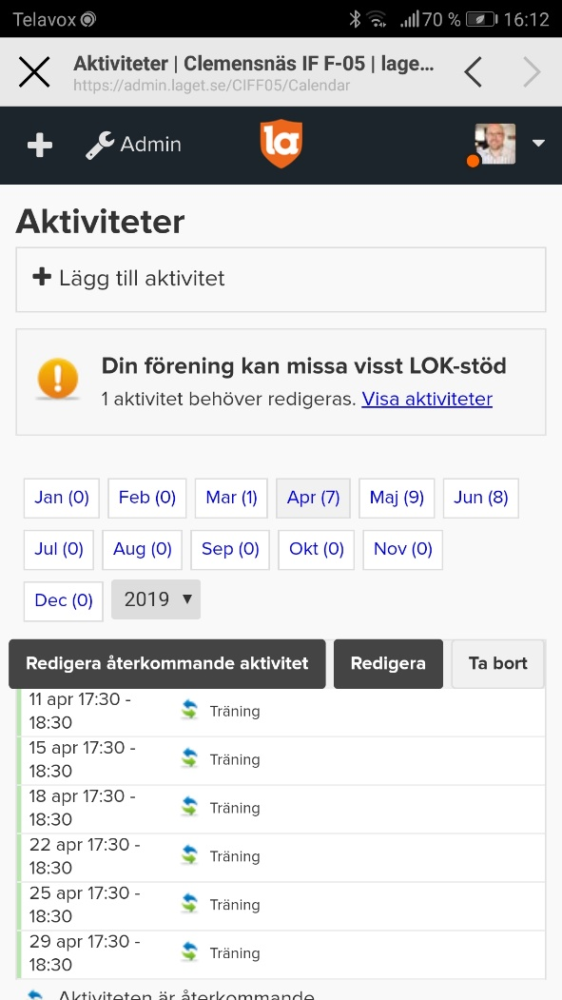 Telavox 70 % 16:12
Aktiviteter | Clemensnäs IF F-05 | lage…
https://admin.laget.se/CIFF05/Calendar
Admin la
Aktiviteter
Lägg till aktivitet
Din förening kan missa visst LOK-stöd
1 aktivitet behöver redigeras. Visa aktiviteter
Jan (0) Feb (0) Mar (1) Apr (7) Maj (9) Jun (8)
Jul (0) Aug (0) Sep (0) Okt (0) Nov (0)
Dec (0) 2019
Redigera återkommande aktivitet Redigera Ta bort
11 apr 17:30 -
18:30 Träning
15 apr 17:30 -
18:30 Träning
18 apr 17:30 -
18:30 Träning
22 apr 17:30 -
18:30 Träning
25 apr 17:30 -
18:30 Träning
29 apr 17:30 -
18:30 Träning
Aktiviteten är återkommande